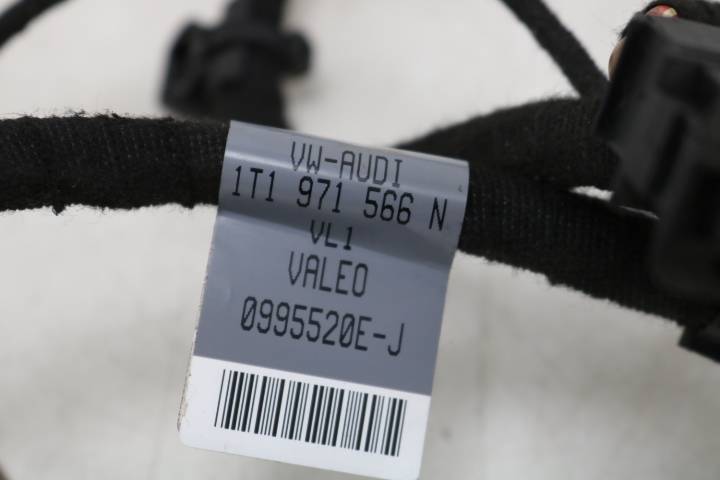 VW-AUDI
1T1 971 566 N
VL1
VALEO
0995520E-J